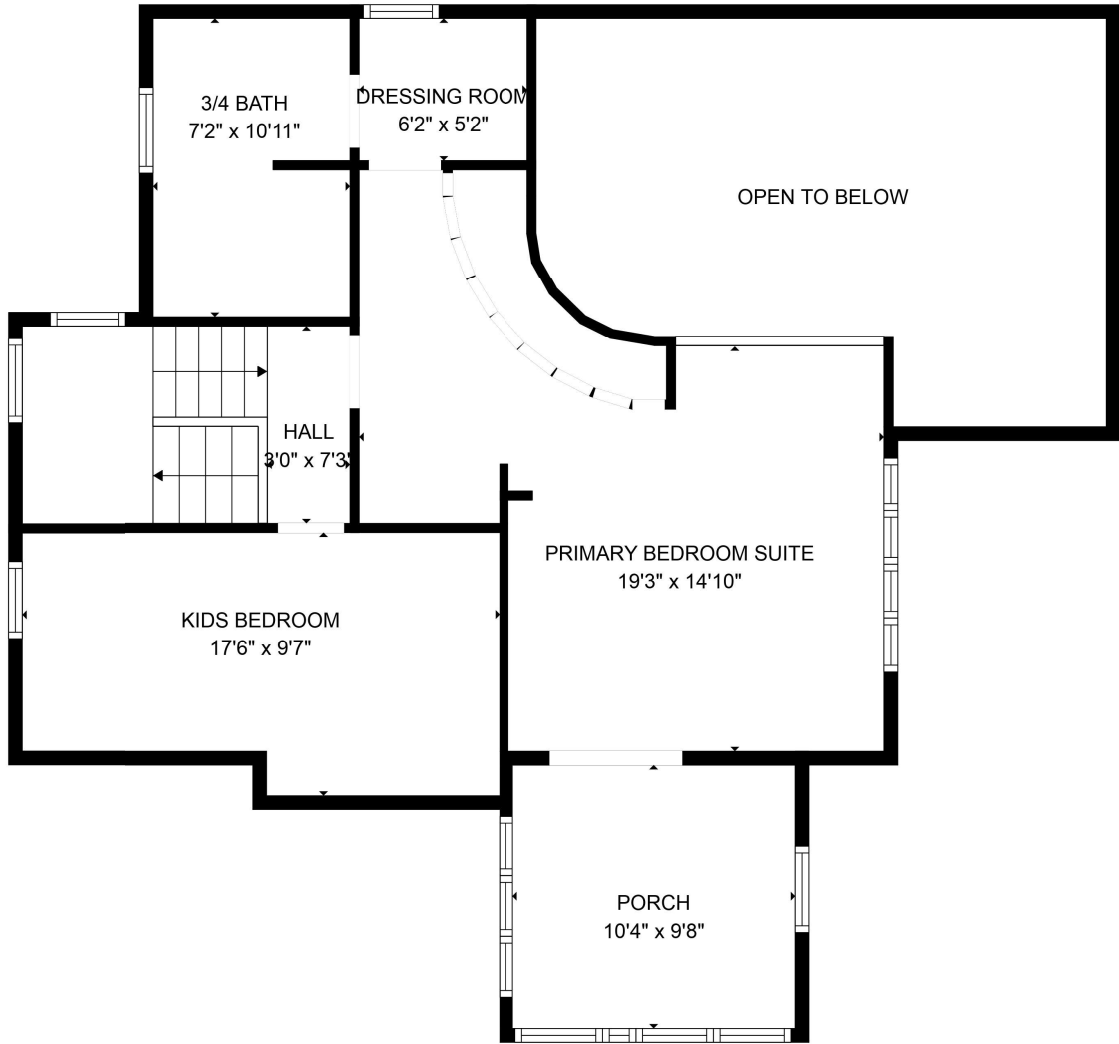 3/4 BATH
7'2" x 10'11"
DRESSING ROOM
6'2" x 5'2"
OPEN TO BELOW
HALL
3'0" x 7'3"
PRIMARY BEDROOM SUITE
19'3" x 14'10"
KIDS BEDROOM
17'6" x 9'7"
PORCH
10'4" x 9'8"